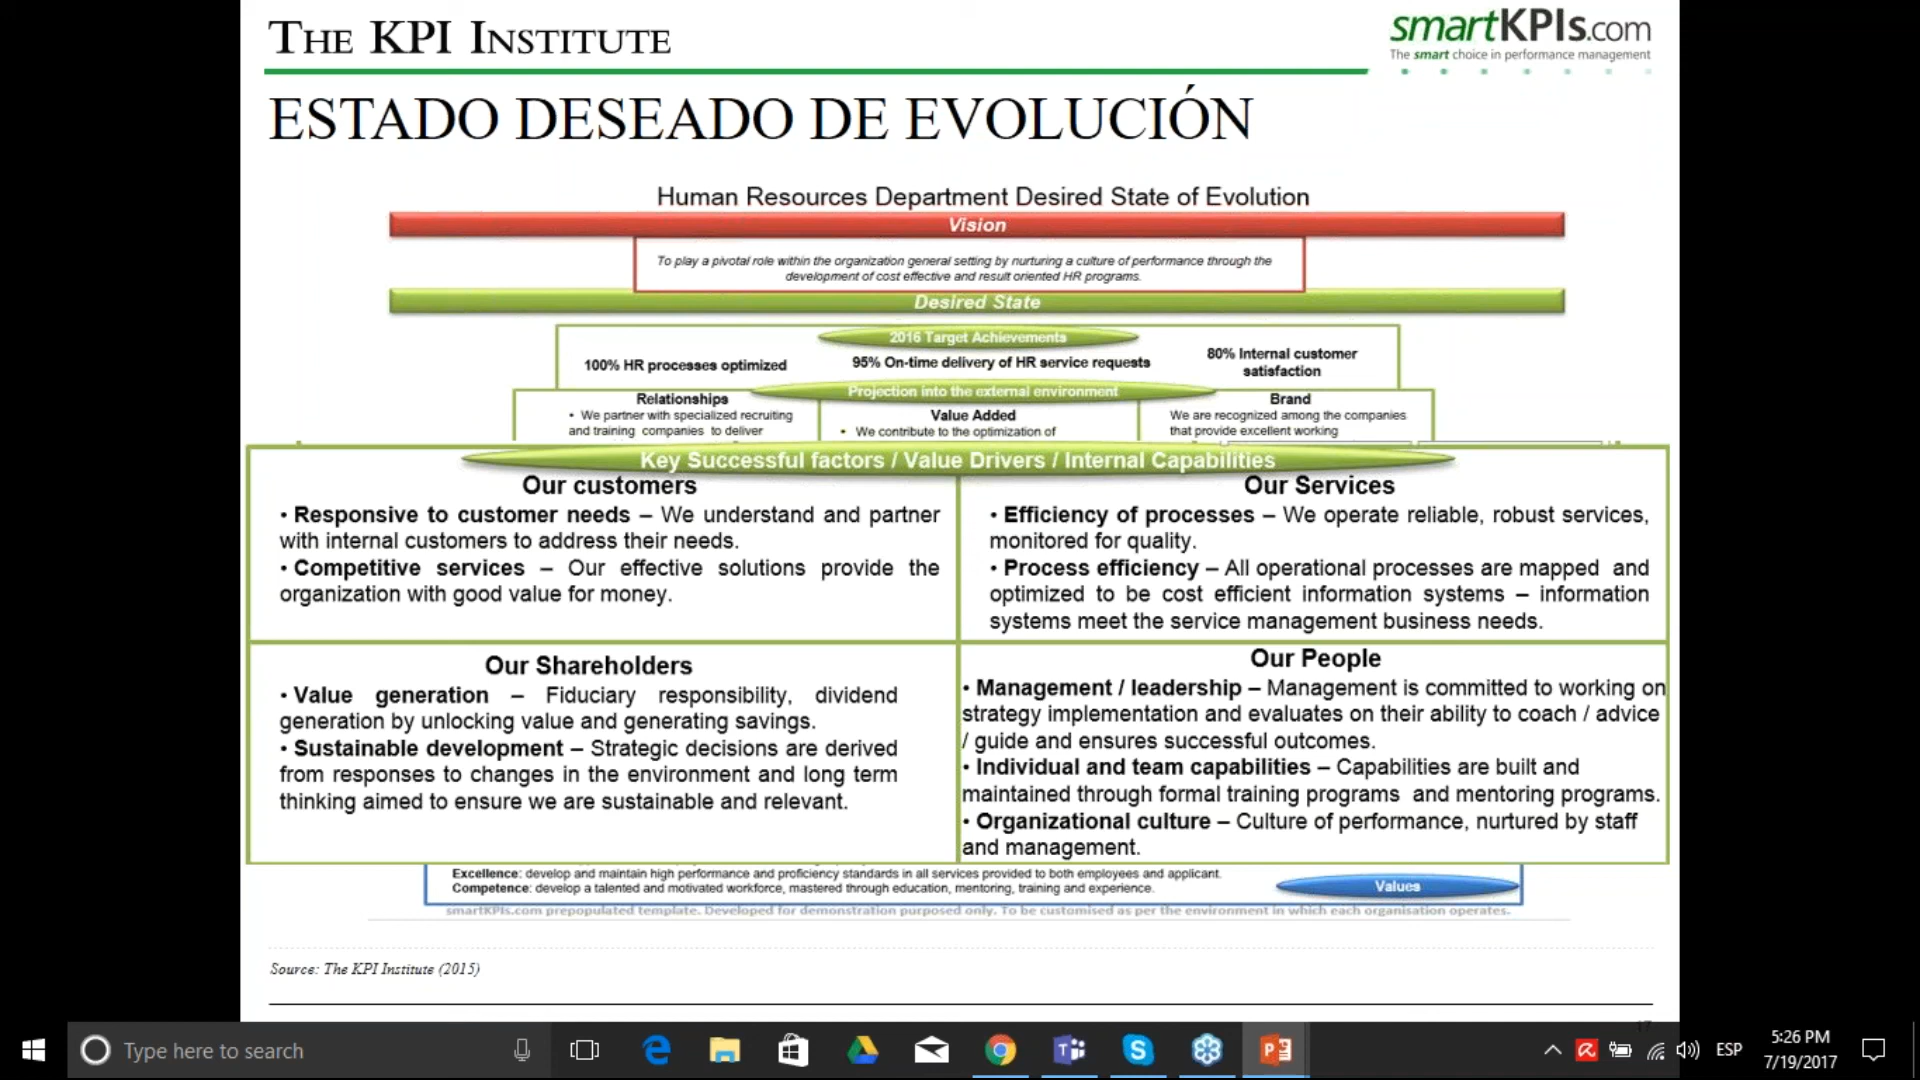 THE KPI INSTITUTE
smartKPIs.com
The smart choice in performance management
ESTADO DESEADO DE EVOLUCIÓN
Human Resources Department Desired State of Evolution
Vision
To play a pivotal role within the organization general setting by nurturing a culture of performance through the
development of cost effective and result oriented HR programs.
Desired State
2016 Target Achievements
100% HR processes optimized
95% On-time delivery of HR service requests
80% Internal customer
satisfaction
Projection into the external environment
Relationships
• We partner with specialized recruiting
and training companies to deliver
Value Added
• We contribute to the optimization of
Brand
We are recognized among the companies
that provide excellent working
Key Successful factors / Value Drivers / Internal Capabilities
Our customers
• Responsive to customer needs – We understand and partner
with internal customers to address their needs.
• Competitive services – Our effective solutions provide the
organization with good value for money.
Our Services
• Efficiency of processes – We operate reliable, robust services,
monitored for quality.
• Process efficiency – All operational processes are mapped and
optimized to be cost efficient information systems – information
systems meet the service management business needs.
Our Shareholders
• Value generation – Fiduciary responsibility, dividend
generation by unlocking value and generating savings.
• Sustainable development – Strategic decisions are derived
from responses to changes in the environment and long term
thinking aimed to ensure we are sustainable and relevant.
Our People
• Management / leadership – Management is committed to working on
strategy implementation and evaluates on their ability to coach / advice
/ guide and ensures successful outcomes.
• Individual and team capabilities – Capabilities are built and
maintained through formal training programs and mentoring programs.
• Organizational culture – Culture of performance, nurtured by staff
and management.
Excellence: develop and maintain high performance and proficiency standards in all services provided to both employees and applicant.
Competence: develop a talented and motivated workforce, mastered through education, mentoring, training and experience.
Values
smartKPIs.com prepopulated template. Developed for demonstration purposed only. To be customised as per the environment in which each organisation operates.
Source: The KPI Institute (2015)
17
Type here to search
ESP
5:26 PM
7/19/2017